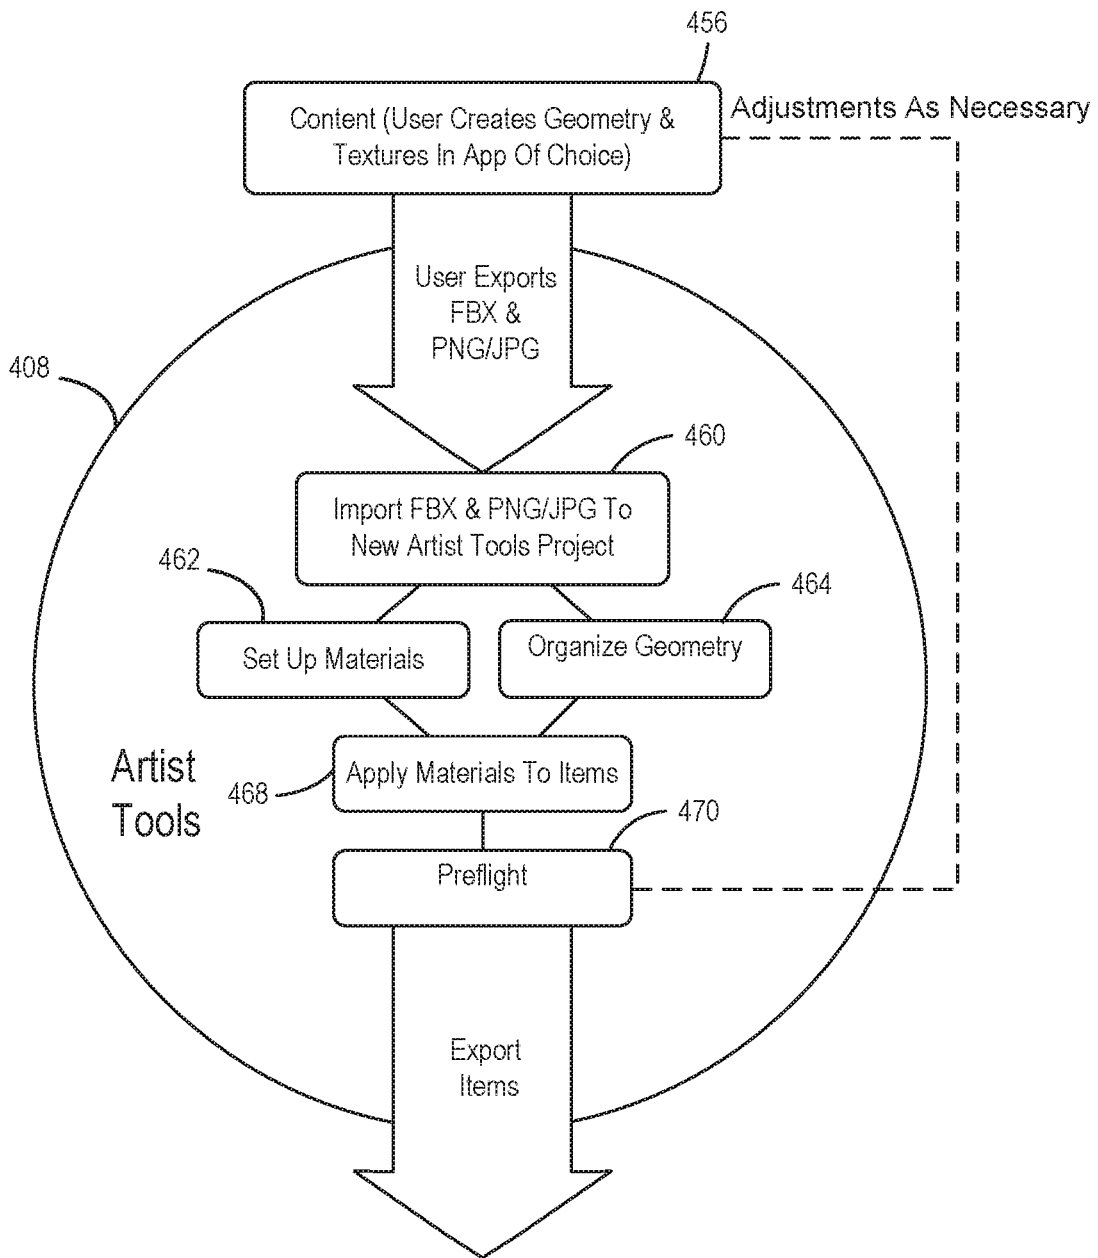 456
Content (User Creates Geometry &
Textures In App Of Choice)
Adjustments As Necessary
User Exports
FBX &
PNG/JPG
408
460
Import FBX & PNG/JPG To
New Artist Tools Project
462
464
Set Up Materials
Organize Geometry
Artist
Tools
468
Apply Materials To Items
470
Preflight
Export
Items